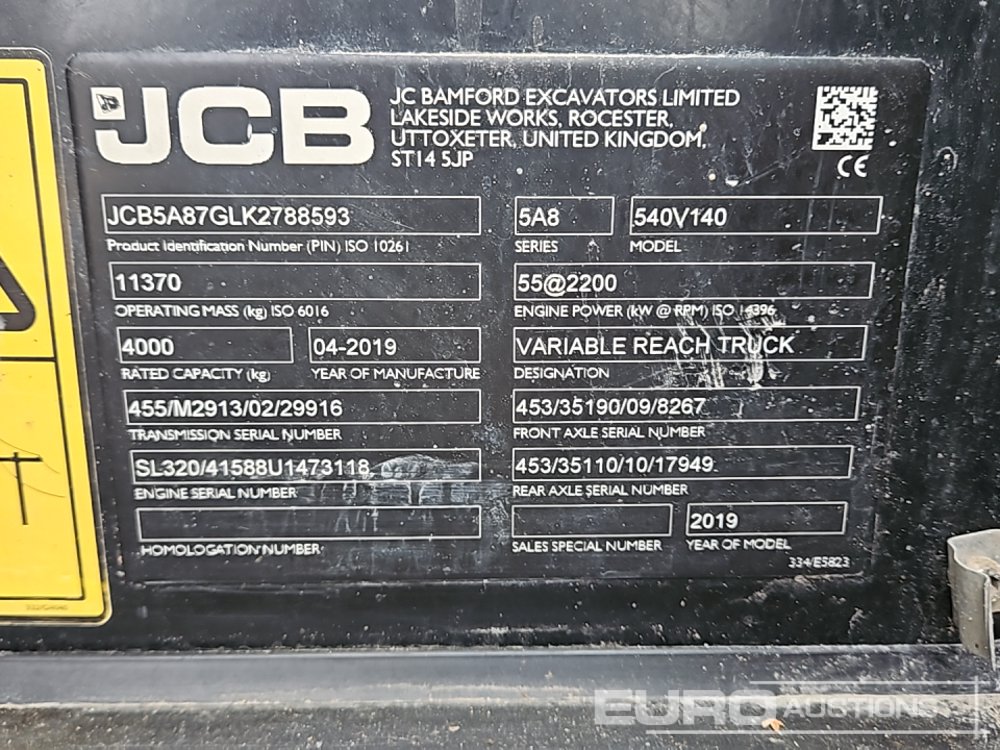 JCB
JC BAMFORD EXCAVATORS LIMITED
LAKESIDE WORKS, ROCESTER,
UTTOXETER, UNITED KINGDOM,
ST14 5JP
CE
JCB5A87GLK2788593
Product Identification Number (PIN) ISO 10261
5A8
SERIES
540V140
MODEL
11370
OPERATING MASS (kg) ISO 6016
55@2200
ENGINE POWER (kW @ RPM) ISO 14396
4000
RATED CAPACITY (kg)
04-2019
YEAR OF MANUFACTURE
VARIABLE REACH TRUCK
DESIGNATION
455/M2913/02/29916
TRANSMISSION SERIAL NUMBER
453/35190/09/8267
FRONT AXLE SERIAL NUMBER
SL320/41588U1473118
ENGINE SERIAL NUMBER
453/35110/10/17949
REAR AXLE SERIAL NUMBER
HOMOLOGATION NUMBER
SALES SPECIAL NUMBER
2019
YEAR OF MODEL
334/E5823
EURO AUCTIONS